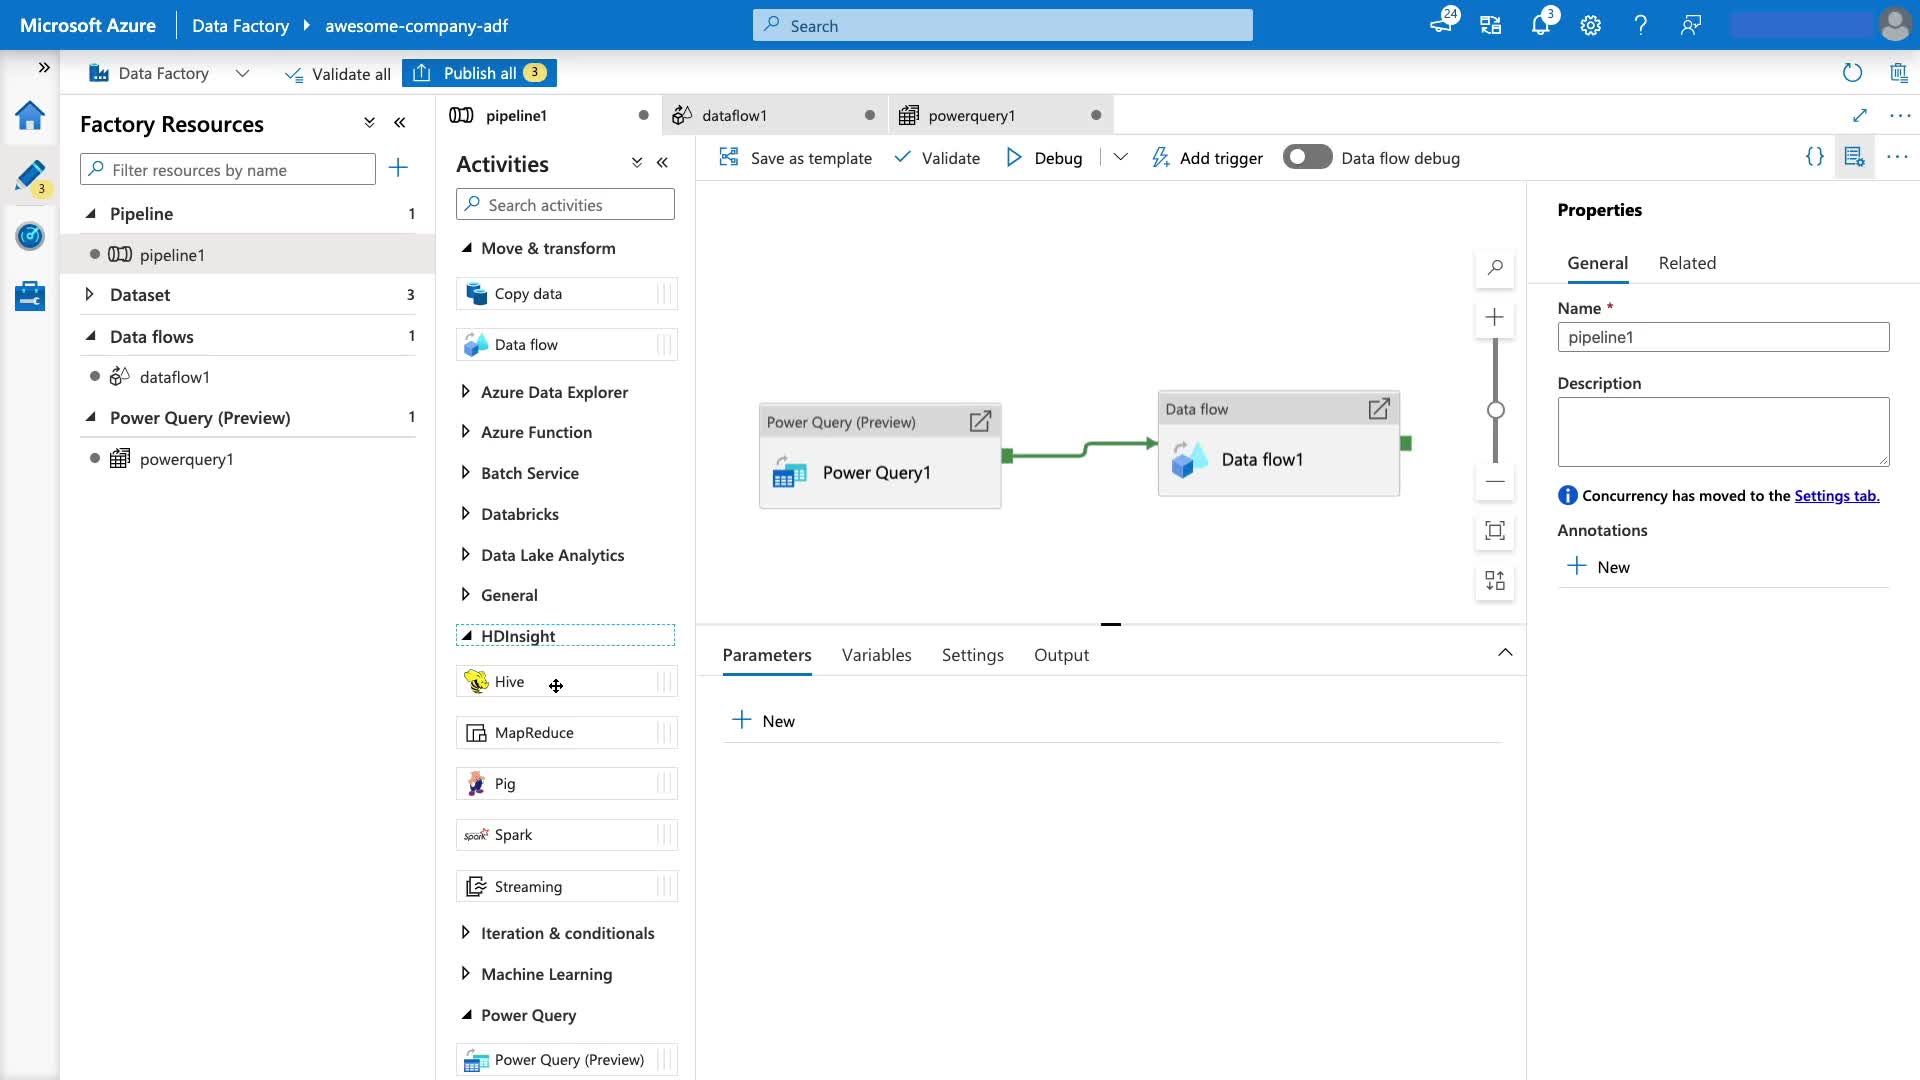 Microsoft Azure
Data Factory
awesome-company-adf
Search
24
3
Data Factory
Validate all
Publish all 3
3
Factory Resources
Filter resources by name
Pipeline 1
pipeline1
Dataset 3
Data flows 1
dataflow1
Power Query (Preview) 1
powerquery1
pipeline1
dataflow1
powerquery1
Activities
Search activities
Move & transform
Copy data
Data flow
Azure Data Explorer
Azure Function
Batch Service
Databricks
Data Lake Analytics
General
HDInsight
Hive
MapReduce
Pig
Spark
Spark
Streaming
Iteration & conditionals
Machine Learning
Power Query
Power Query (Preview)
Save as template
Validate
Debug
Add trigger
Data flow debug
{}
Power Query (Preview)
Power Query1
Data flow
Data flow1
Parameters
Variables
Settings
Output
New
Properties
General
Related
Name *
pipeline1
Description
Concurrency has moved to the Settings tab.
Annotations
New